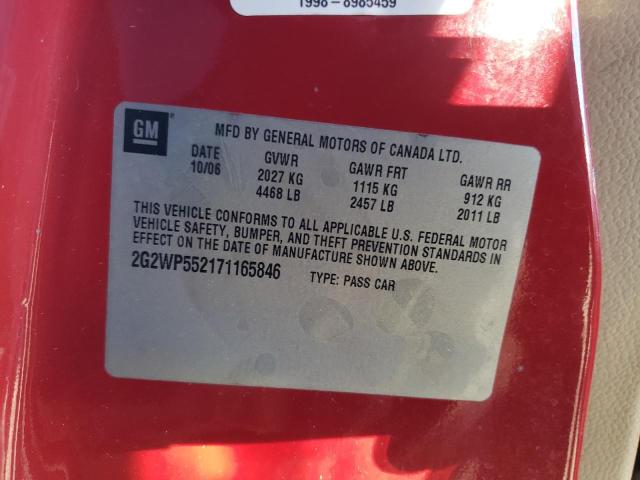 1998-8985459
GM
MFD BY GENERAL MOTORS OF CANADA LTD.
DATE GVWR GAWR FRT GAWR RR
10/06 2027 KG 1115 KG 912 KG
4468 LB 2457 LB 2011 LB
THIS VEHICLE CONFORMS TO ALL APPLICABLE U.S. FEDERAL MOTOR
VEHICLE SAFETY, BUMPER, AND THEFT PREVENTION STANDARDS IN
EFFECT ON THE DATE OF MANUFACTURE SHOWN ABOVE.
2G2WP552171165846 TYPE: PASS CAR